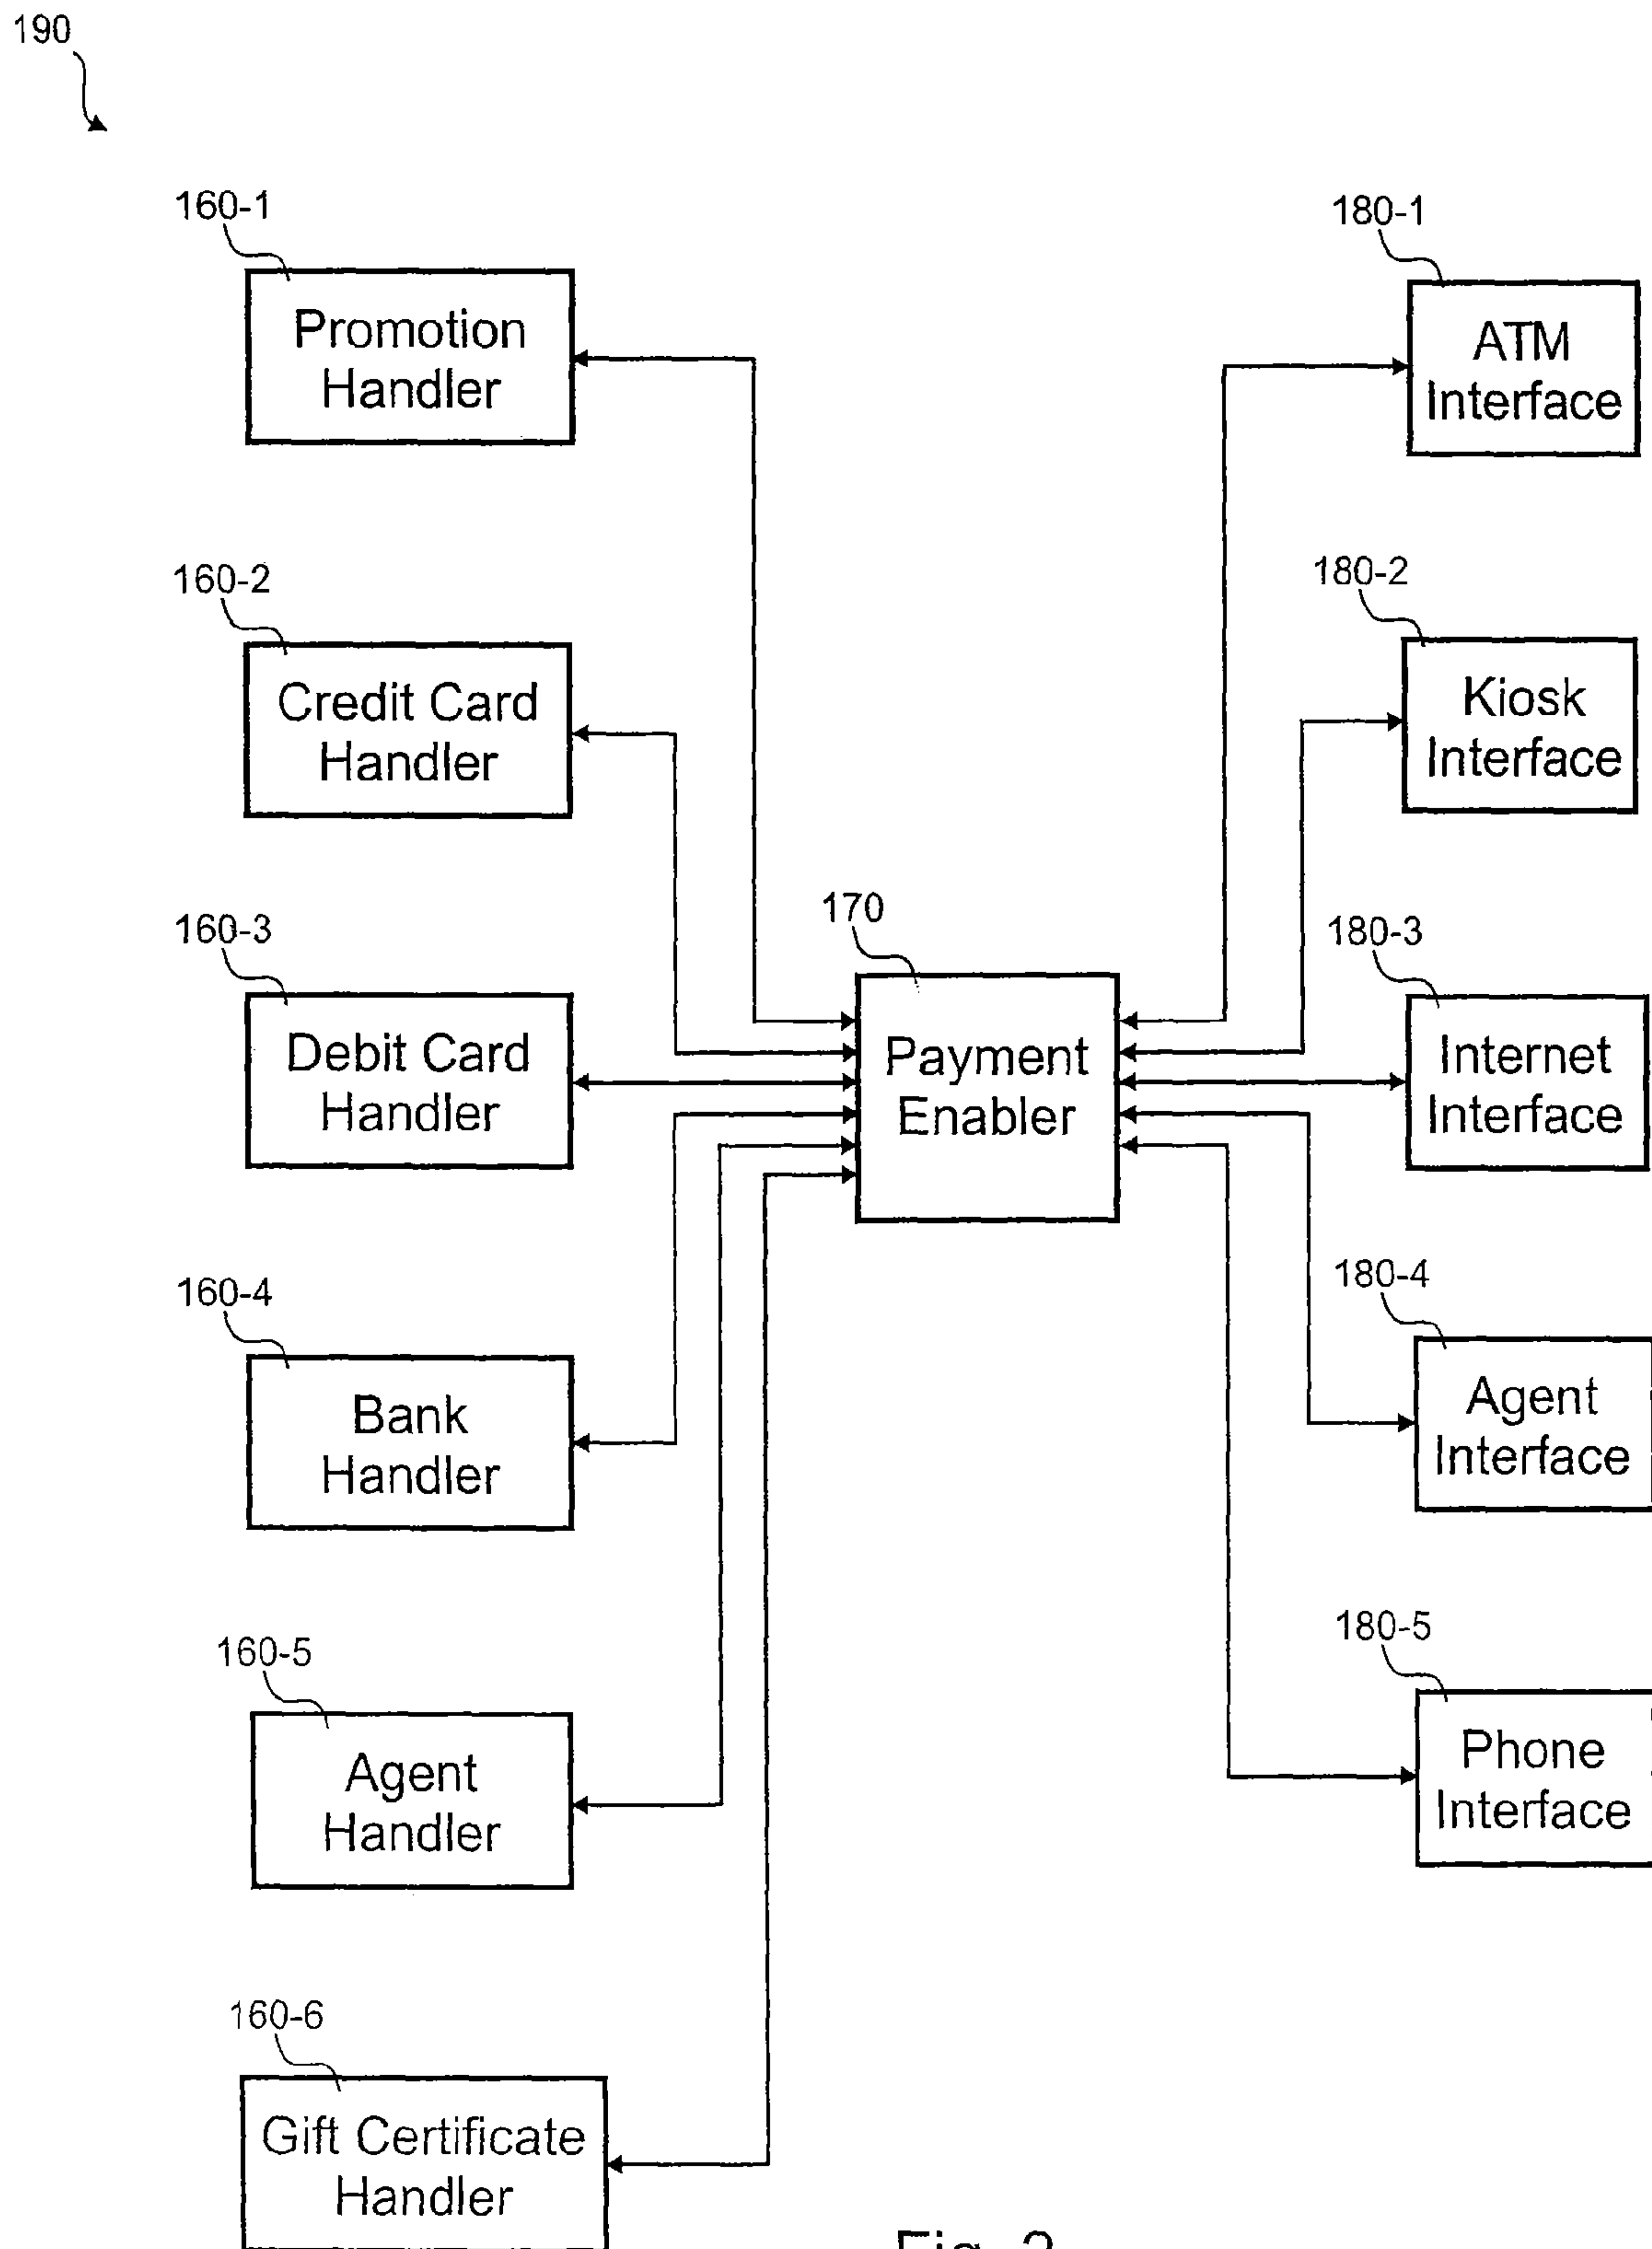 190
160-1
Promotion
Handler
180-1
ATM
Interface
160-2
Credit Card
Handler
180-2
Kiosk
Interface
160-3
Debit Card
Handler
170
Payment
Enabler
180-3
Internet
Interface
160-4
Bank
Handler
180-4
Agent
Interface
160-5
Agent
Handler
180-5
Phone
Interface
160-6
Gift Certificate
Handler
Fig.